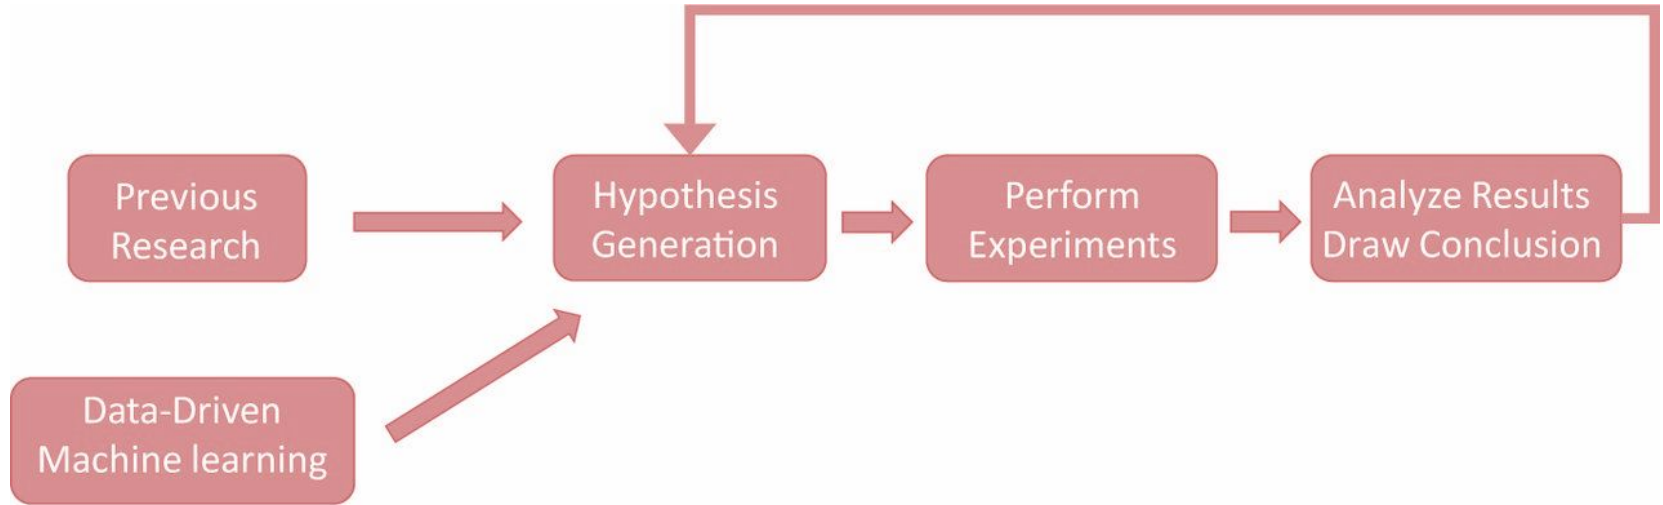 Previous
Research
Hypothesis
Generation
Perform
Experiments
Analyze Results
Draw Conclusion
Data-Driven
Machine learning